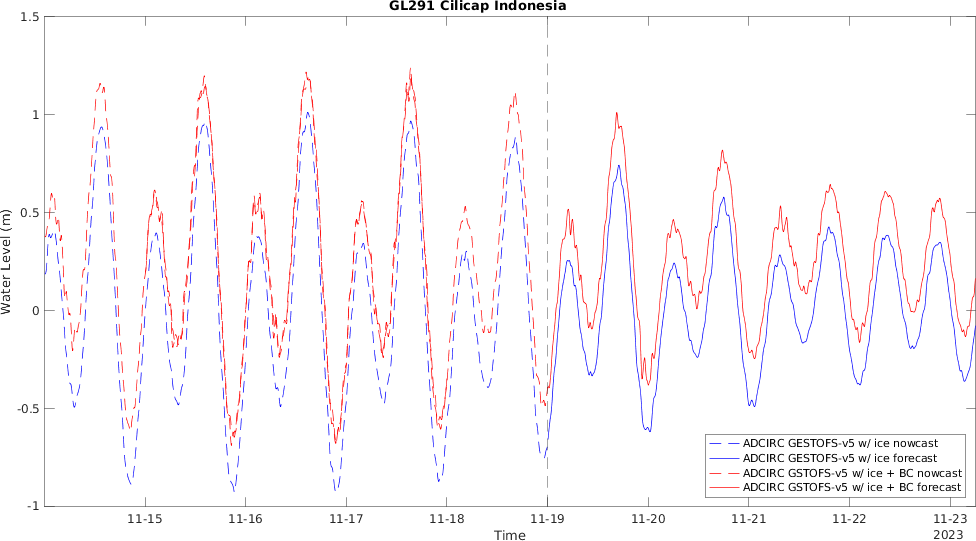 GL291 Cilicap Indonesia
1.5
1
0.5
0
-0.5
-1
Water Level (m)
ADCIRC GESTOFS-v5 w/ ice nowcast
ADCIRC GESTOFS-v5 w/ ice forecast
ADCIRC GSTOFS-v5 w/ ice + BC nowcast
ADCIRC GSTOFS-v5 w/ ice + BC forecast
11-15 11-16 11-17 11-18 11-19 11-20 11-21 11-22 11-23
Time
2023